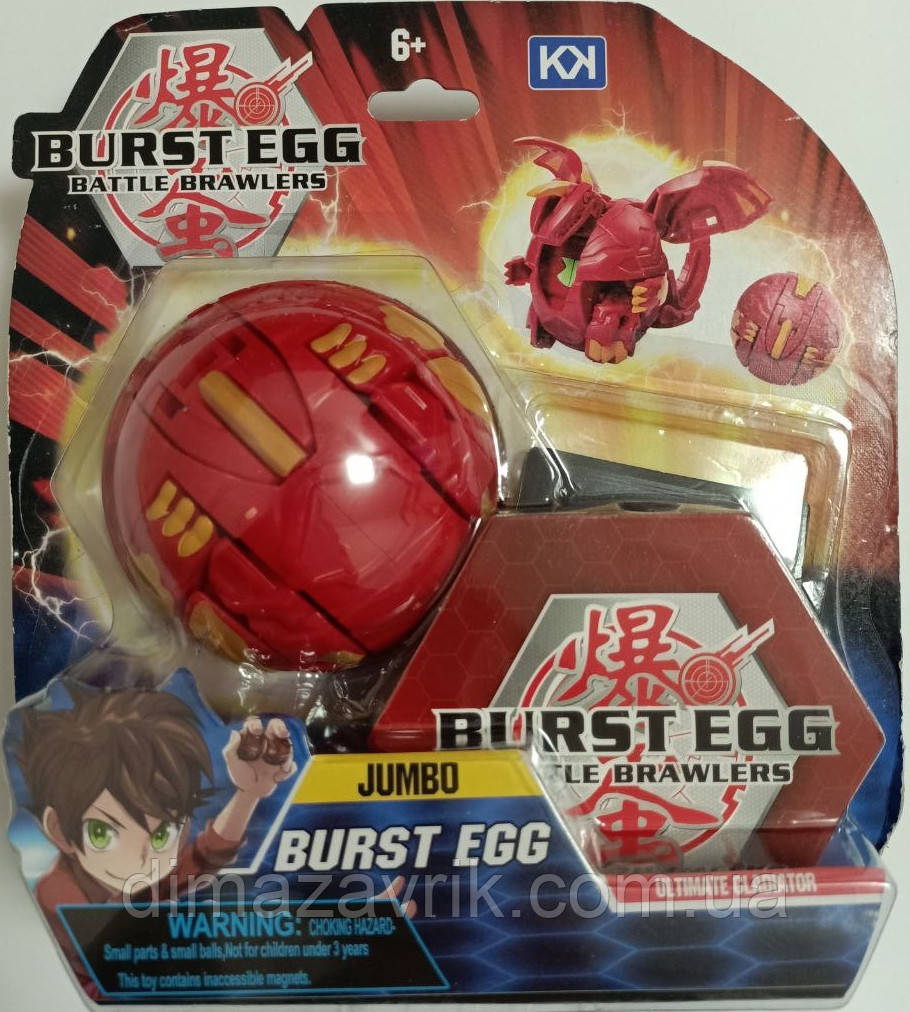 6+
KK
爆
BURST EGG
BATTLE BRAWLERS
虫
爆
BURST EGG
TLE BRAWLERS
虫
JUMBO
BURST EGG
ULTIMATE GLADIATOR
dimazavrik.com.ua
WARNING: CHOKING HAZARD-
Small parts & small balls,Not for children under 3 years
This toy contains inaccessible magnets.